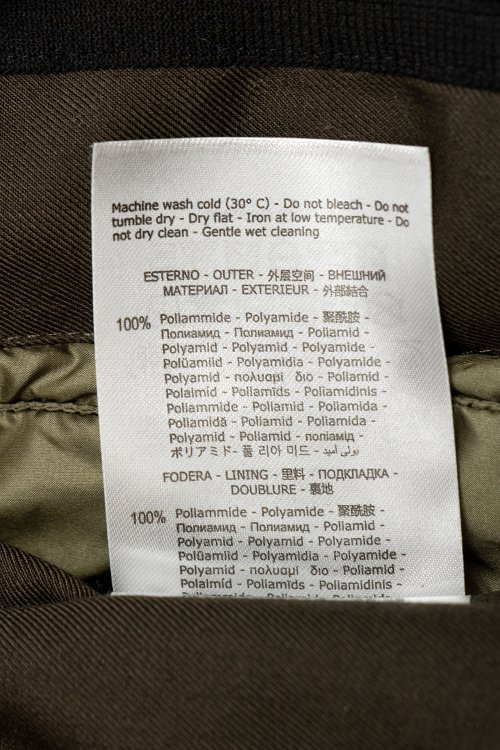 Machine wash cold (30° C) - Do not bleach - Do not
tumble dry - Dry flat - Iron at low temperature - Do
not dry clean - Gentle wet cleaning
ESTERNO - OUTER - 外层空间 - ВНЕШНИЙ
МАТЕРИАЛ - EXTERIEUR - 外部結合
100% Poliammide - Polyamide - 聚酰胺 -
Полиамид - Полиамид - Poliamid -
Polyamid - Polyamid - Polyamide -
Polüamiid - Polyamidia - Polyamide -
Polyamid - πολυαμί διο - Poliamid -
Polaimíd - Poliamīds - Poliamidinis -
Poliammide - Poliamid - Poliamida -
Poliamidă - Poliamid - Poliamida -
Polyamid - Poliamid - поліамід -
ポリアミド- 폴 리아 미드 - بولي أميد -
FODERA - LINING - 里料 - ПОДКЛАДКА -
DOUBLURE - 裏地
100% Poliammide - Polyamide - 聚酰胺 -
Полиамид - Полиамид - Poliamid -
Polyamid - Polyamid - Polyamide -
Polüamiid - Polyamidia - Polyamide -
Polyamid - πολυαμί διο - Poliamid -
Polaimíd - Poliamīds - Poliamidinis -